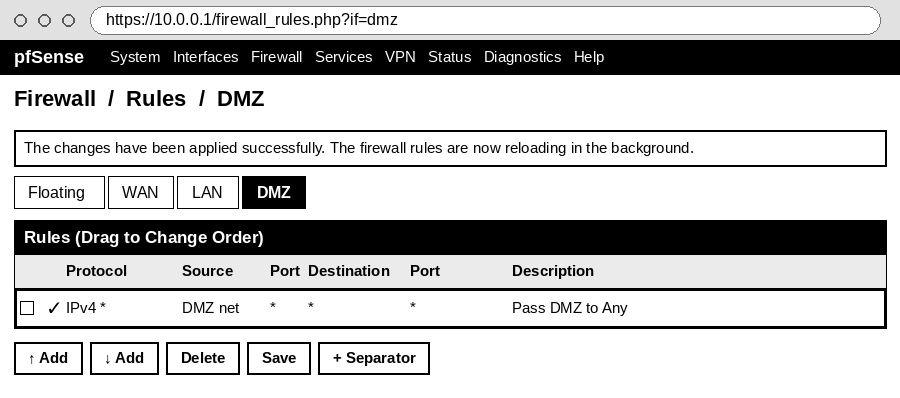 https://10.0.0.1/firewall_rules.php?if=dmz
pfSense System Interfaces Firewall Services VPN Status Diagnostics Help
Firewall / Rules / DMZ
The changes have been applied successfully. The firewall rules are now reloading in the background.
Floating WAN LAN DMZ
Rules (Drag to Change Order)
Protocol Source Port Destination Port Description
✓ IPv4 * DMZ net * * * Pass DMZ to Any
↑ Add ↓ Add Delete Save + Separator